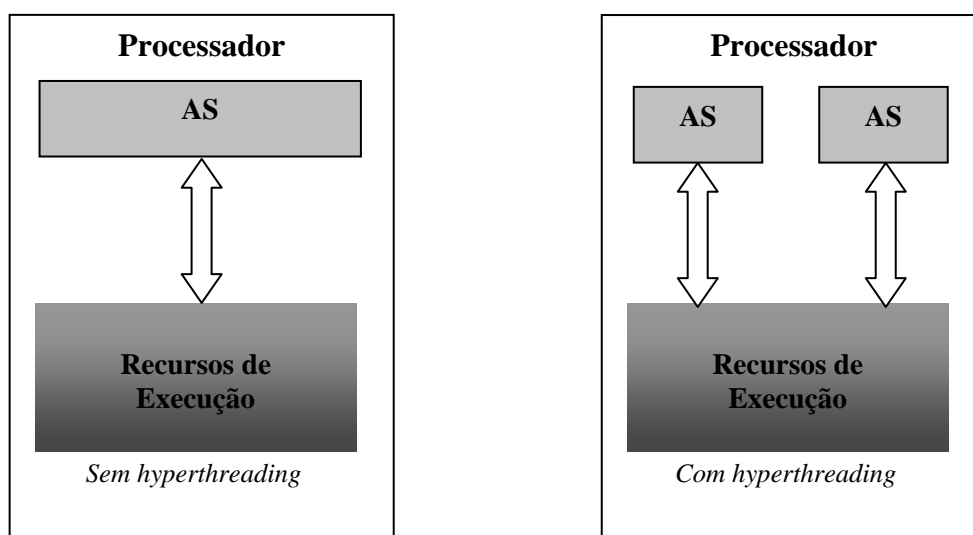 Processador
AS
Recursos de
Execução
Sem hyperthreading
Processador
AS AS
Recursos de
Execução
Com hyperthreading